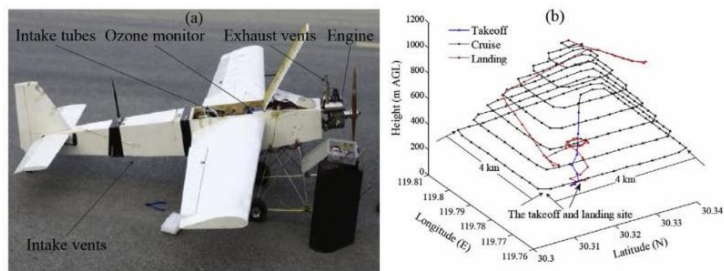 (a)
Intake tubes Ozone monitor Exhaust vents Engine
Intake vents
(b)
Takeoff
Cruise
Landing
Height (m AGL)
1200
1000
800
600
400
200
0
4 km
4 km
The takeoff and landing site
119.81
119.8
119.79
119.78
119.77
119.76
Longitude (E)
30.3
30.31
30.32
30.33
30.34
Latitude (N)